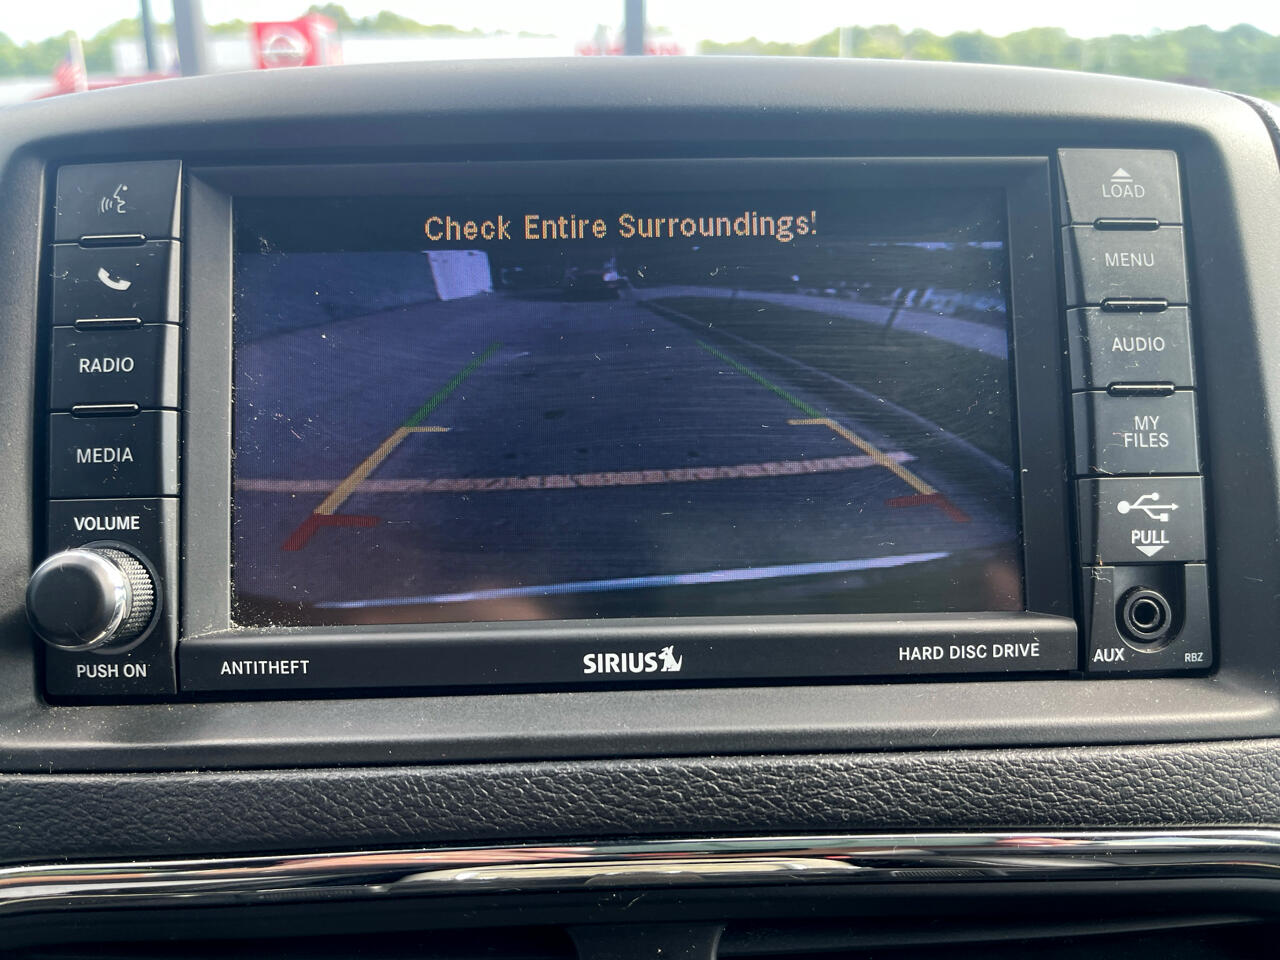 Check Entire Surroundings!
RADIO
MEDIA
VOLUME
PUSH ON
LOAD
MENU
AUDIO
MY
FILES
PULL
AUX
RBZ
ANTITHEFT
SIRIUS
HARD DISC DRIVE